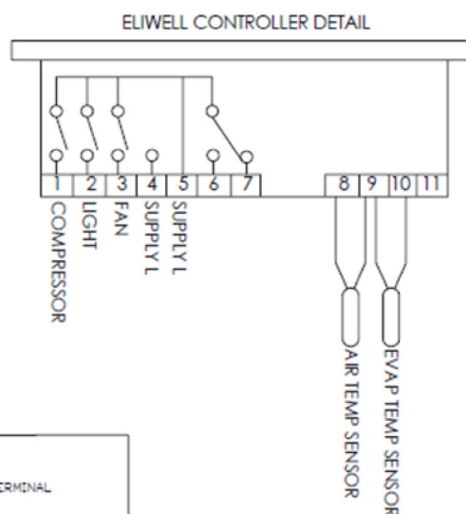 ELIWELL CONTROLLER DETAIL
1 2 3 4 5 6 7 8 9 10 11
COMPRESSOR
LIGHT
FAN
SUPPLY L
SUPPLY L
AIR TEMP SENSOR
EVAP TEMP SENSOR